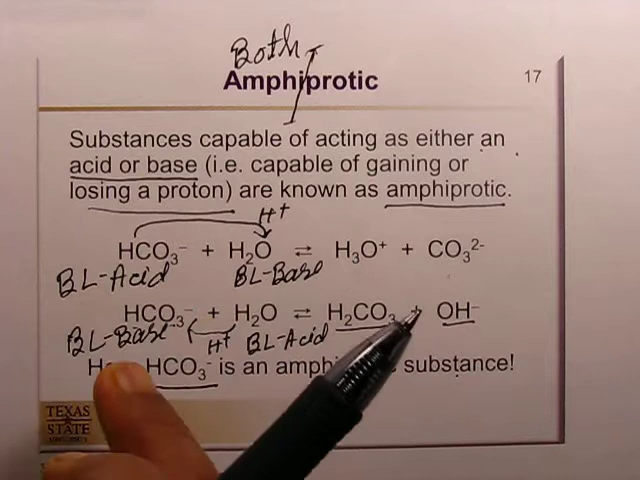 Both
Amphiprotic
17
Substances capable of acting as either an
acid or base (i.e. capable of gaining or
losing a proton) are known as amphiprotic.
H+
HCO₃⁻ + H₂O ⇌ H₃O⁺ + CO₃²⁻
BL-Acid BL-Base
HCO₃⁻ + H₂O ⇌ H₂CO₃ + OH⁻
BL-Base H+ BL-Acid
HCO₃⁻ is an substance!
TEXAS
STATE